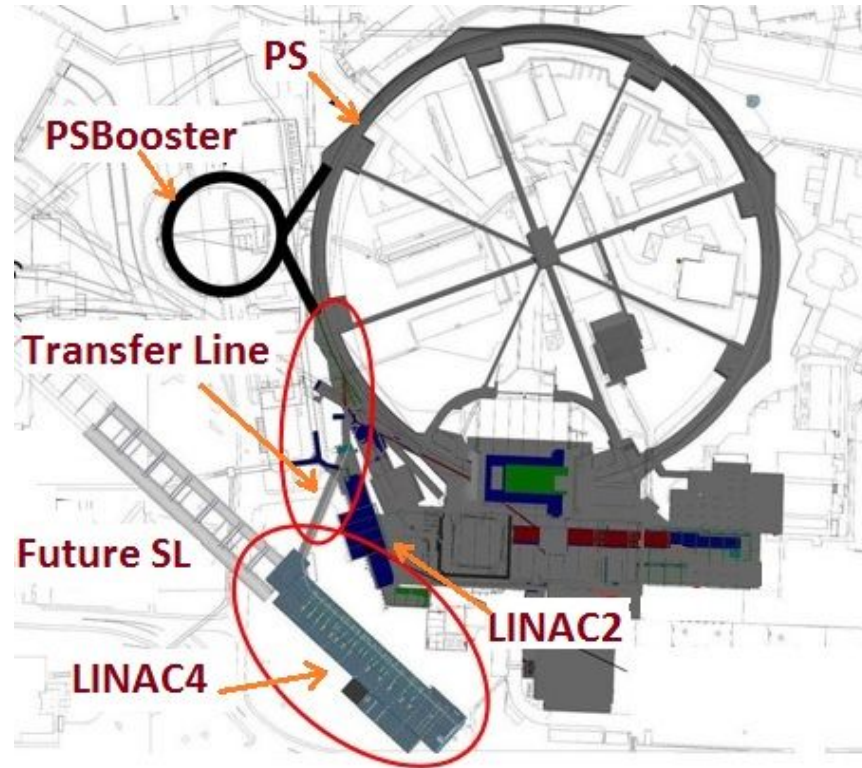 PS
PSBooster
Transfer Line
Future SL
LINAC2
LINAC4